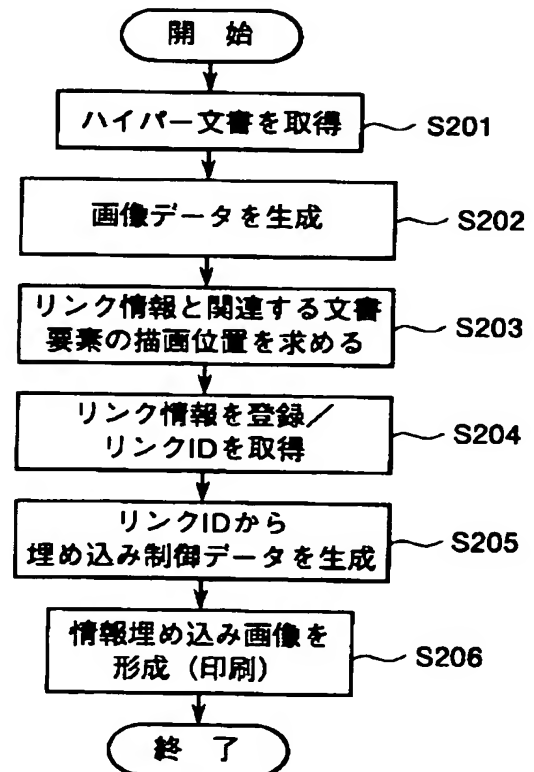 開 始
ハイパー文書を取得
S201
画像データを生成
S202
リンク情報と関連する文書
要素の描画位置を求める
S203
リンク情報を登録／
リンクIDを取得
S204
リンクIDから
埋め込み制御データを生成
S205
情報埋め込み画像を
形成（印刷）
S206
終 了